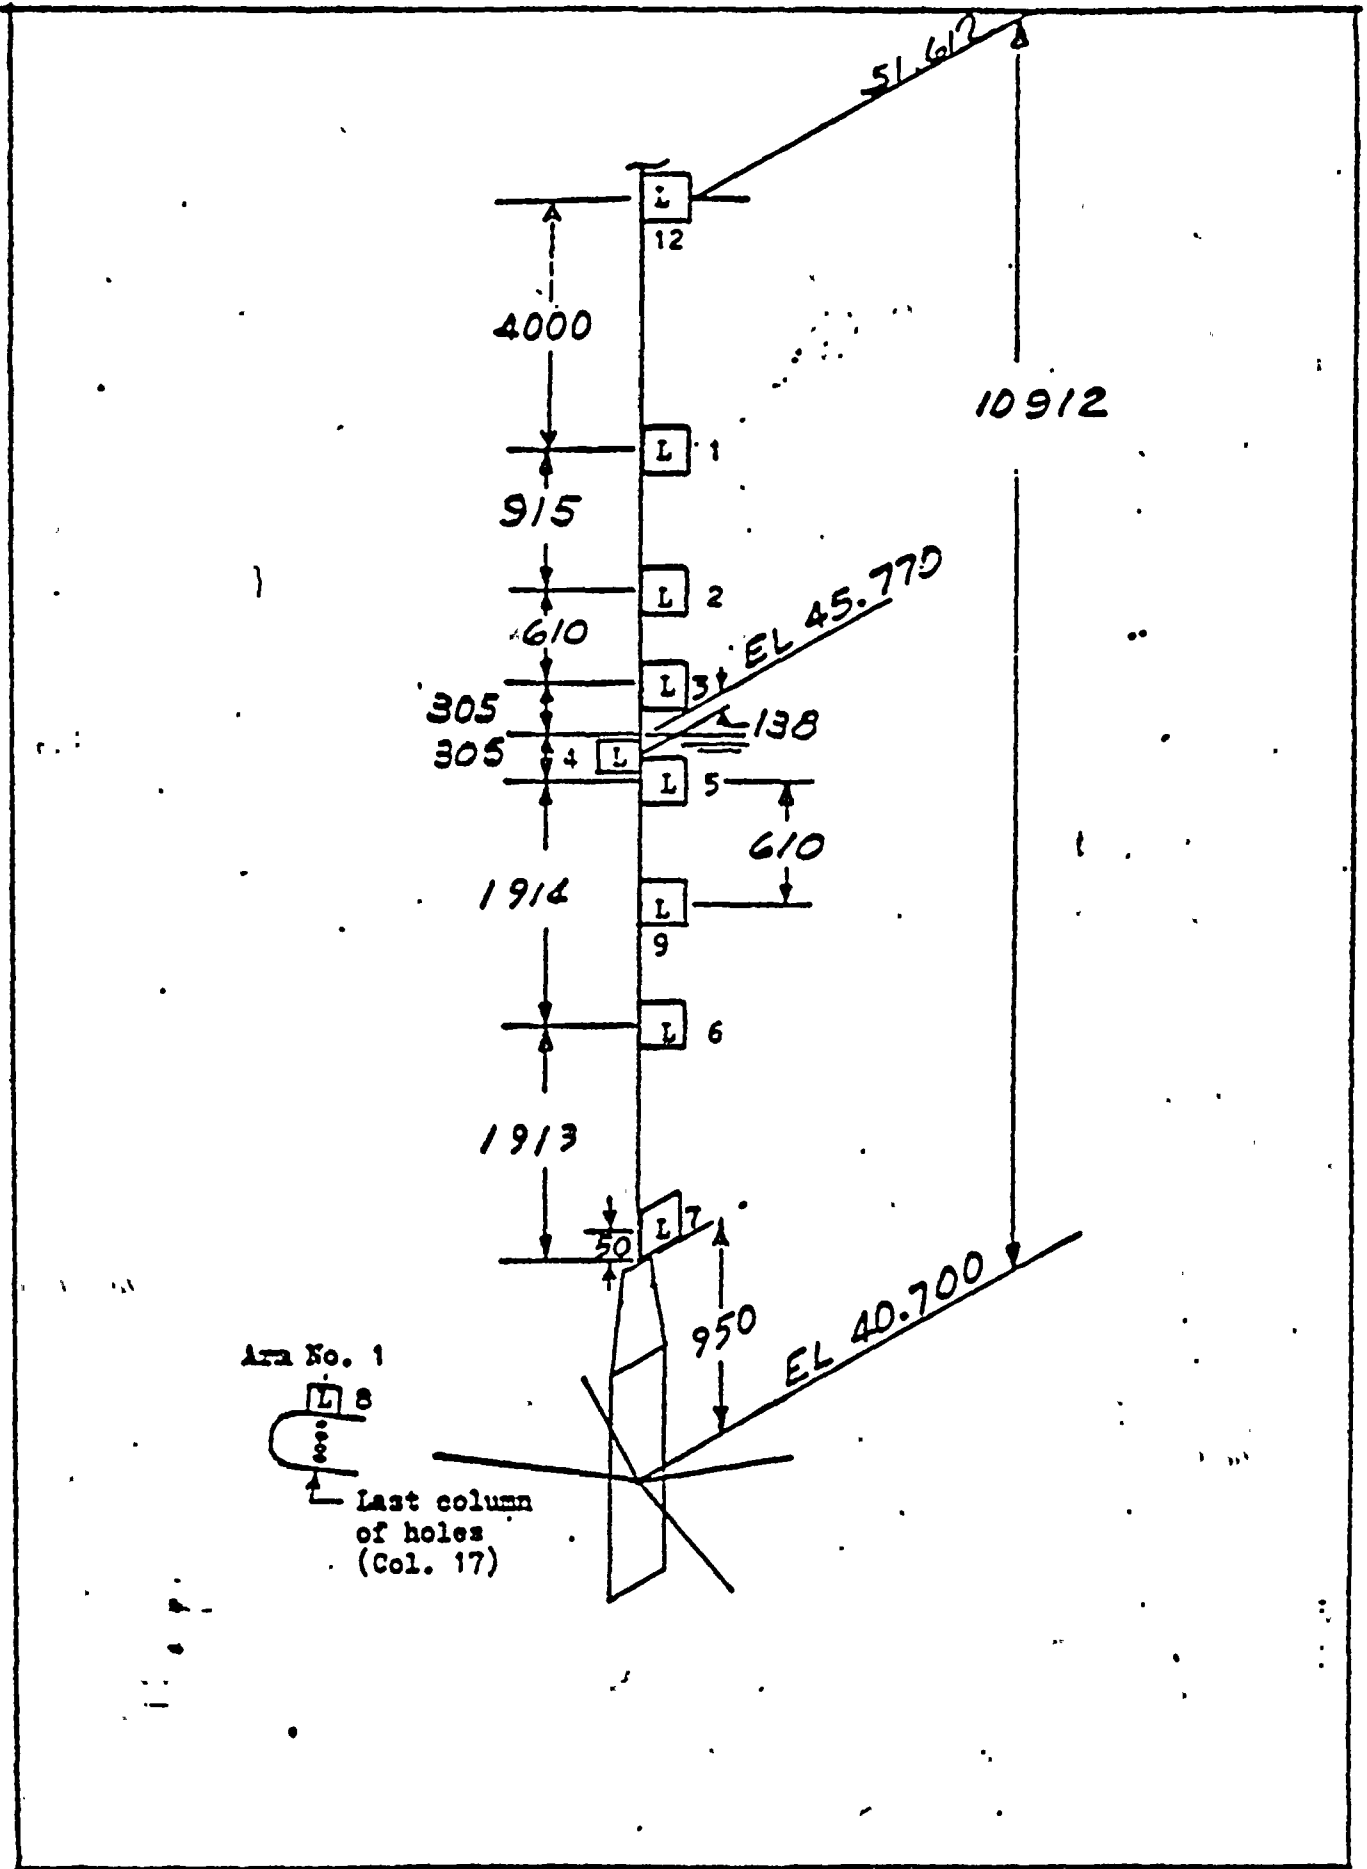 51.612
L
12
4000
10912
L 1
915
L 2
EL 45.770
610
L 3
305
138
305
4 L
L 5
610
1914
L
9
L 6
1913
L 7
50
950
EL 40.700
Arm No. 1
L 8
Last column
of holes
(Col. 17)